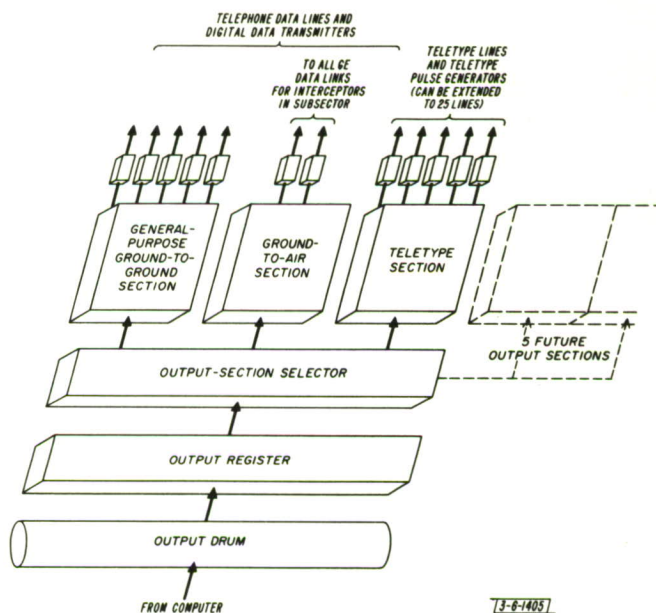 TELEPHONE DATA LINES AND
DIGITAL DATA TRANSMITTERS
TO ALL GE
DATA LINKS
FOR INTERCEPTORS
IN SUBSECTOR
TELETYPE LINES
AND TELETYPE
PULSE GENERATORS
(CAN BE EXTENDED
TO 25 LINES)
GENERAL-
PURPOSE
GROUND-TO-
GROUND
SECTION
GROUND-
TO-AIR
SECTION
TELETYPE
SECTION
5 FUTURE
OUTPUT SECTIONS
OUTPUT-SECTION SELECTOR
OUTPUT REGISTER
OUTPUT DRUM
FROM COMPUTER
3-6-1405